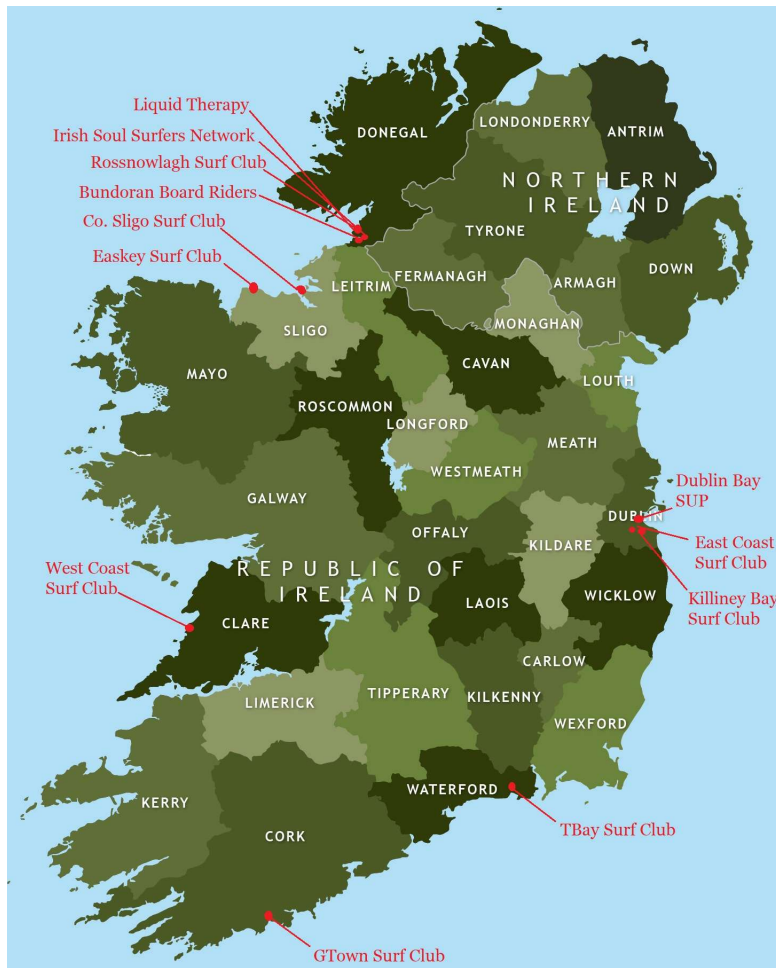 Liquid Therapy
Irish Soul Surfers Network
Rossnowlagh Surf Club
Bundoran Board Riders
Co. Sligo Surf Club
Easkey Surf Club
DONEGAL
LONDONDERRY
ANTRIM
NORTHERN
IRELAND
TYRONE
FERMANAGH
ARMAGH
DOWN
LEITRIM
MONAGHAN
SLIGO
CAVAN
MAYO
LOUTH
ROSCOMMON
LONGFORD
MEATH
WESTMEATH
GALWAY
DUBLIN
Dublin Bay
SUP
OFFALY
KILDARE
East Coast
Surf Club
West Coast
Surf Club
REPUBLIC OF
IRELAND
LAOIS
WICKLOW
Killiney Bay
Surf Club
CLARE
CARLOW
LIMERICK
TIPPERARY
KILKENNY
WEXFORD
WATERFORD
KERRY
CORK
TBay Surf Club
GTown Surf Club